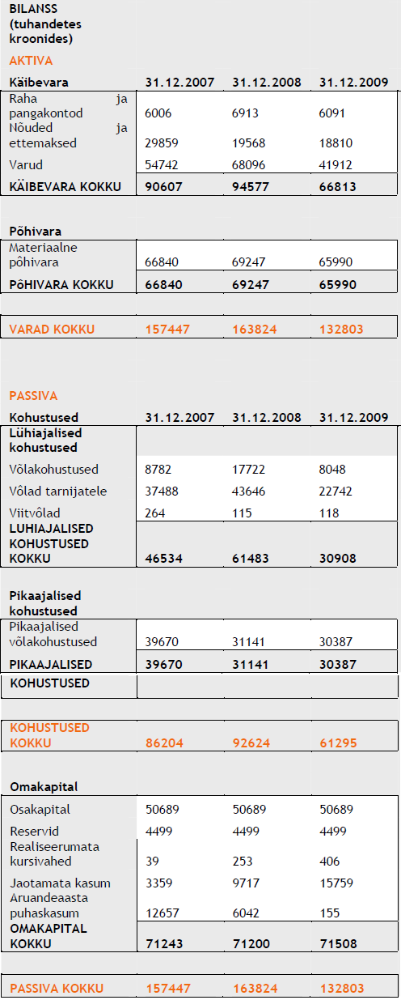 BILANSS
(tuhandetes
kroonides)
AKTIVA
Käibevara 31.12.2007 31.12.2008 31.12.2009
Raha ja
pangakontod 6006 6913 6091
Nõuded ja
ettemaksed 29859 19568 18810
Varud 54742 68096 41912
KÄIBEVARA KOKKU 90607 94577 66813
Põhivara
Materiaalne
põhivara 66840 69247 65990
PõHIVARA KOKKU 66840 69247 65990
VARAD KOKKU 157447 163824 132803
PASSIVA
Kohustused 31.12.2007 31.12.2008 31.12.2009
Lühiajalised
kohustused
Võlakohustused 8782 17722 8048
Võlad tarnijatele 37488 43646 22742
Viitvõlad 264 115 118
LUHIAJALISED
KOHUSTUSED
KOKKU 46534 61483 30908
Pikaajalised
kohustused
Pikaajalised
võlakohustused 39670 31141 30387
PIKAAJALISED 39670 31141 30387
KOHUSTUSED
KOHUSTUSED
KOKKU 86204 92624 61295
Omakapital
Osakapital 50689 50689 50689
Reservid 4499 4499 4499
Realiseerumata
kursivahed 39 253 406
Jaotamata kasum 3359 9717 15759
Aruandeaasta
puhaskasum 12657 6042 155
OMAKAPITAL
KOKKU 71243 71200 71508
PASSIVA KOKKU 157447 163824 132803